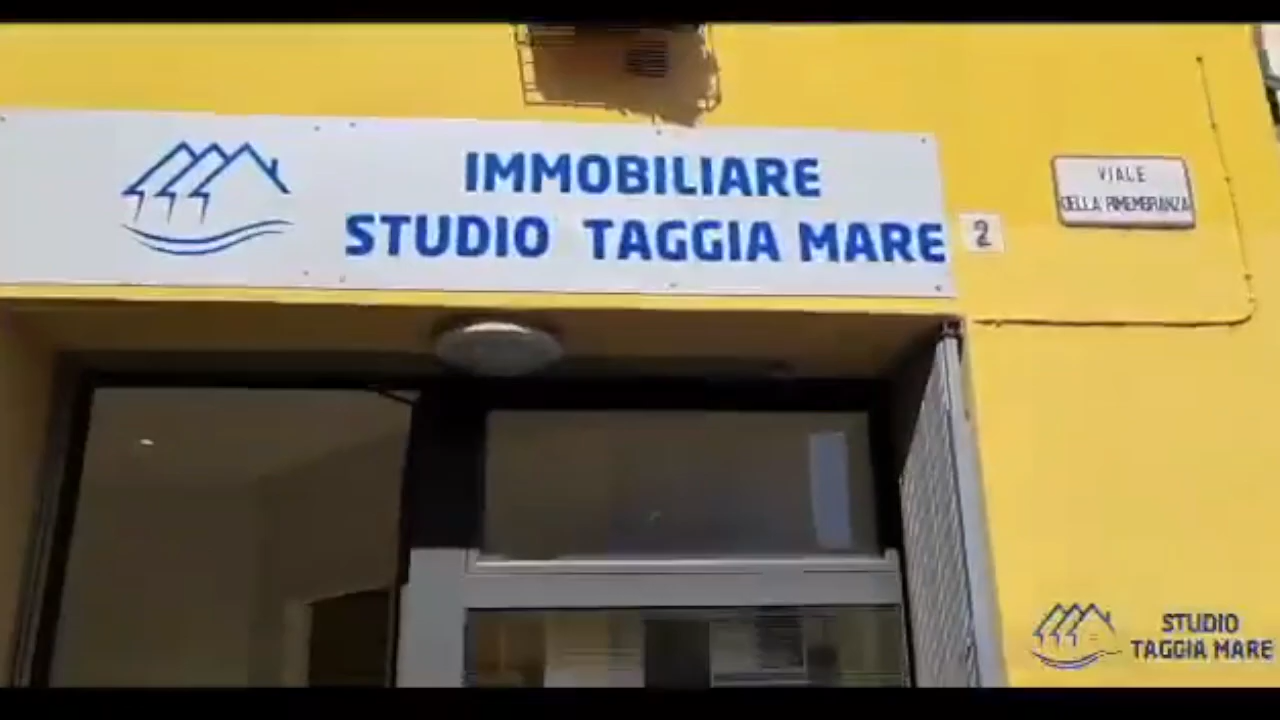 IMMOBILIARE
STUDIO TAGGIA MARE
2
VIALE
DELLA RIMEMBRANZA
STUDIO
TAGGIA MARE